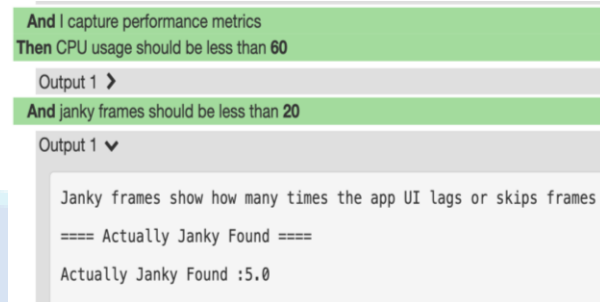 And I capture performance metrics
Then CPU usage should be less than 60
Output 1
And janky frames should be less than 20
Output 1
Janky frames show how many times the app UI lags or skips frames
==== Actually Janky Found ====
Actually Janky Found :5.0